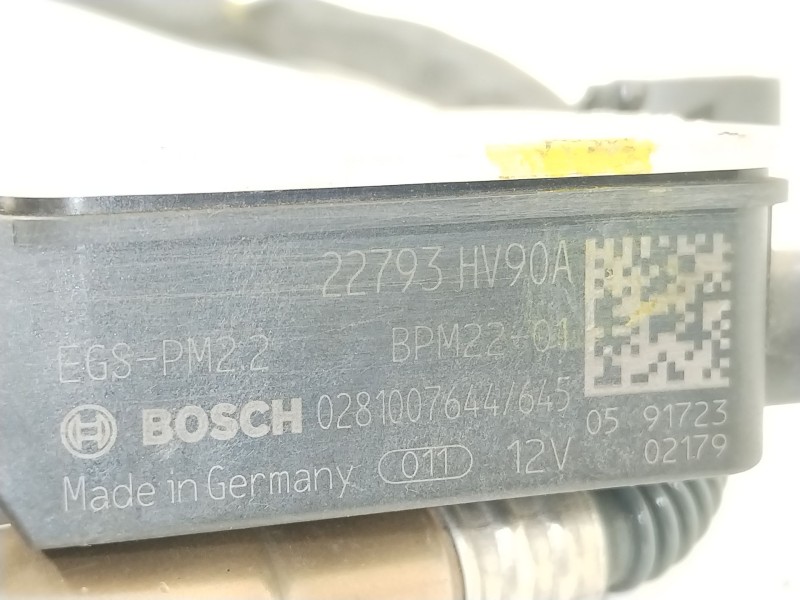 22793 HV90A
EGS-PM2.2 BPM22-01
BOSCH 0281007644/645 05 91723
Made in Germany 011 12V 02179